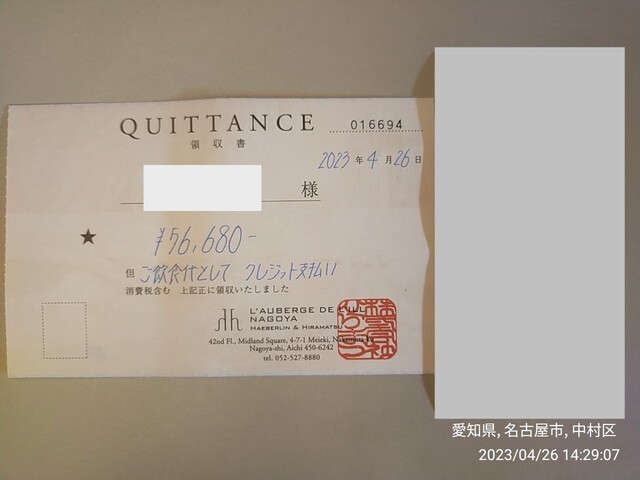 QUITTANCE
領収書
016694
2023年4月26日
様
★ ¥56,680-
但 ご飲食代として クレジット支払い
消費税含む 上記正に領収いたしました
L'AUBERGE DE L'ILL
NAGOYA
HAEBERLIN & HIRAMATSU
42nd Fl., Midland Square, 4-7-1 Meieki, Nakamura-ku
Nagoya-shi, Aichi 450-6242
tel. 052-527-8880
愛知県, 名古屋市, 中村区
2023/04/26 14:29:07